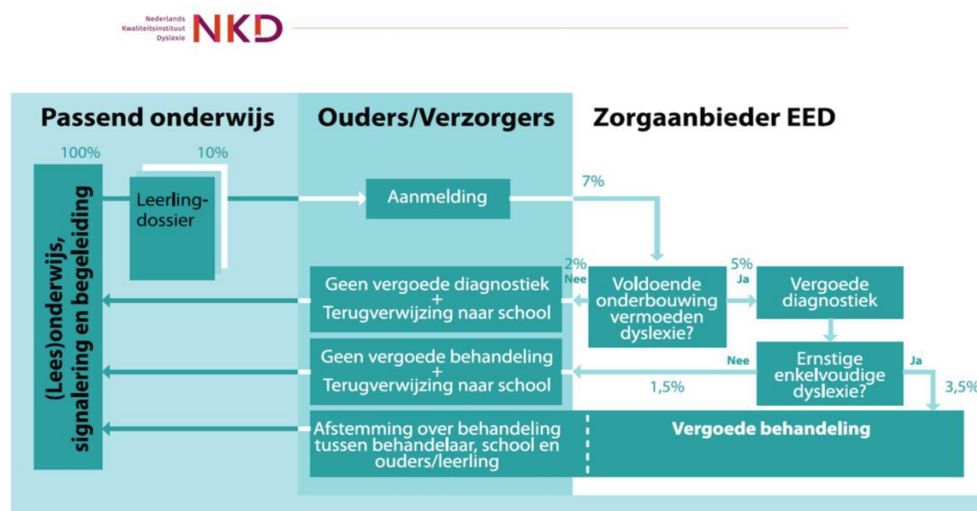 Nederlands
Kwaliteitsinstituut
Dyslexie
NKD
Passend onderwijs
Ouders/Verzorgers
Zorgaanbieder EED
100%
10%
7%
(Lees)onderwijs,
signalering en begeleiding
Leerling-
dossier
Aanmelding
2%
Nee
5%
Ja
Geen vergoede diagnostiek
+
Terugverwijzing naar school
Voldoende
onderbouwing
vermoeden
dyslexie?
Vergoede
diagnostiek
Geen vergoede behandeling
+
Terugverwijzing naar school
Nee
1,5%
Ernstige
enkelvoudige
dyslexie?
Ja
3,5%
Afstemming over behandeling
tussen behandelaar, school en
ouders/leerling
Vergoede behandeling